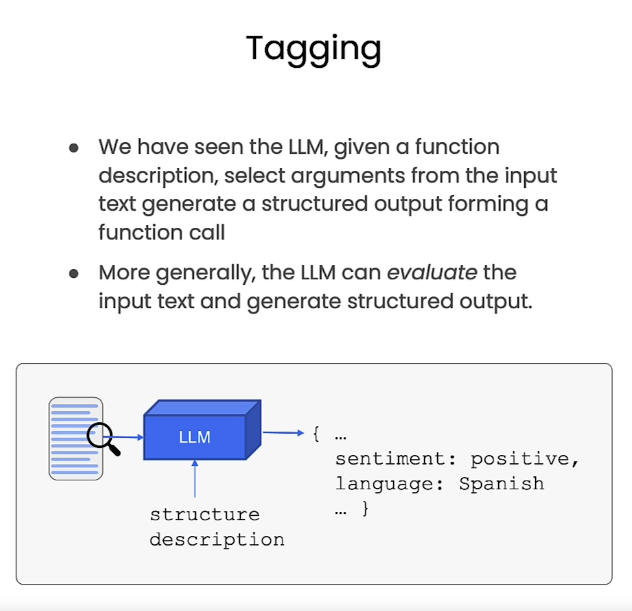 Tagging
● We have seen the LLM, given a function
description, select arguments from the input
text generate a structured output forming a
function call
● More generally, the LLM can evaluate the
input text and generate structured output.
LLM
{ …
sentiment: positive,
language: Spanish
… }
structure
description